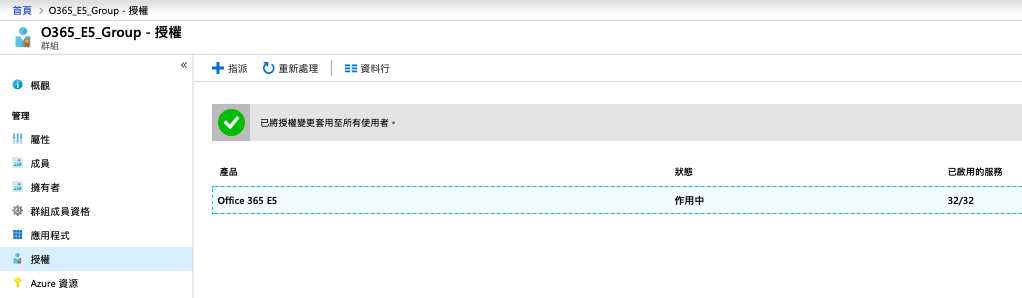 首頁 > O365_E5_Group - 授權
O365_E5_Group - 授權
群組
«
概觀
管理
屬性
成員
擁有者
群組成員資格
應用程式
授權
Azure 資源
指派 重新處理 資料行
已將授權變更套用至所有使用者。
產品 狀態 已啟用的服務
Office 365 E5 作用中 32/32